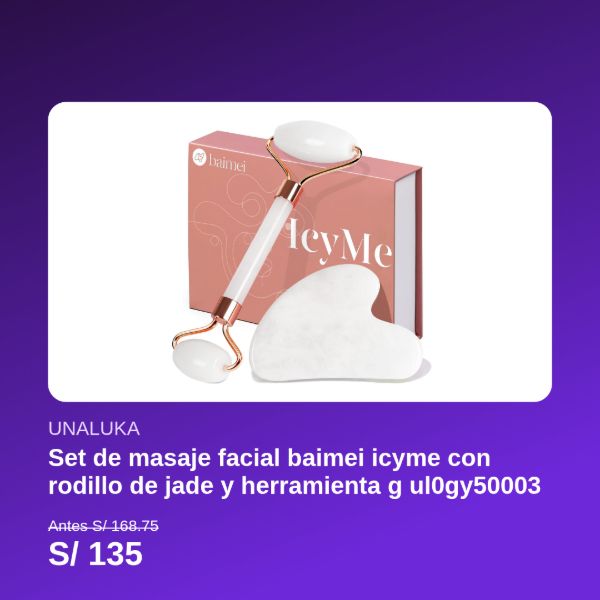 baimei
IcyMe
UNALUKA
Set de masaje facial baimei icyme con
rodillo de jade y herramienta g ul0gy50003
Antes S/ 168.75
S/ 135